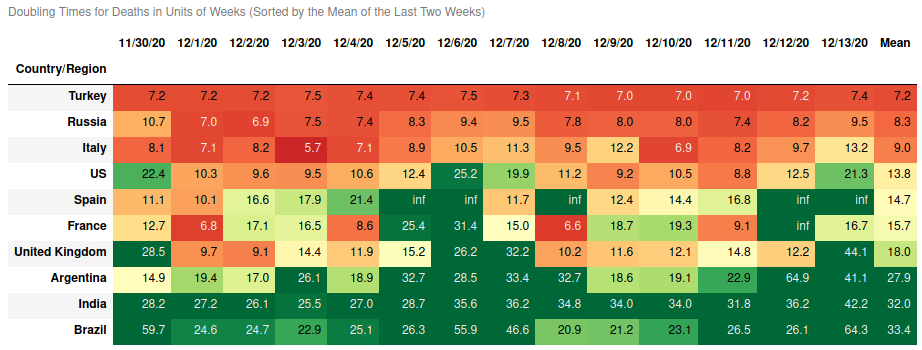 Doubling Times for Deaths in Units of Weeks (Sorted by the Mean of the Last Two Weeks)
11/30/20 12/1/20 12/2/20 12/3/20 12/4/20 12/5/20 12/6/20 12/7/20 12/8/20 12/9/20 12/10/20 12/11/20 12/12/20 12/13/20 Mean
Country/Region
Turkey 7.2 7.2 7.2 7.5 7.4 7.4 7.5 7.3 7.1 7.0 7.0 7.0 7.2 7.4 7.2
Russia 10.7 7.0 6.9 7.5 7.4 8.3 9.4 9.5 7.8 8.0 8.0 7.4 8.2 9.5 8.3
Italy 8.1 7.1 8.2 5.7 7.1 8.9 10.5 11.3 9.5 12.2 6.9 8.2 9.7 13.2 9.0
US 22.4 10.3 9.6 9.5 10.6 12.4 25.2 19.9 11.2 9.2 10.5 8.8 12.5 21.3 13.8
Spain 11.1 10.1 16.6 17.9 21.4 inf inf 11.7 inf 12.4 14.4 16.8 inf inf 14.7
France 12.7 6.8 17.1 16.5 8.6 25.4 31.4 15.0 6.6 18.7 19.3 9.1 inf 16.7 15.7
United Kingdom 28.5 9.7 9.1 14.4 11.9 15.2 26.2 32.2 10.2 11.6 12.1 14.8 12.2 44.1 18.0
Argentina 14.9 19.4 17.0 26.1 18.9 32.7 28.5 33.4 32.7 18.6 19.1 22.9 64.9 41.1 27.9
India 28.2 27.2 26.1 25.5 27.0 28.7 35.6 36.2 34.8 34.0 34.0 31.8 36.2 42.2 32.0
Brazil 59.7 24.6 24.7 22.9 25.1 26.3 55.9 46.6 20.9 21.2 23.1 26.5 26.1 64.3 33.4